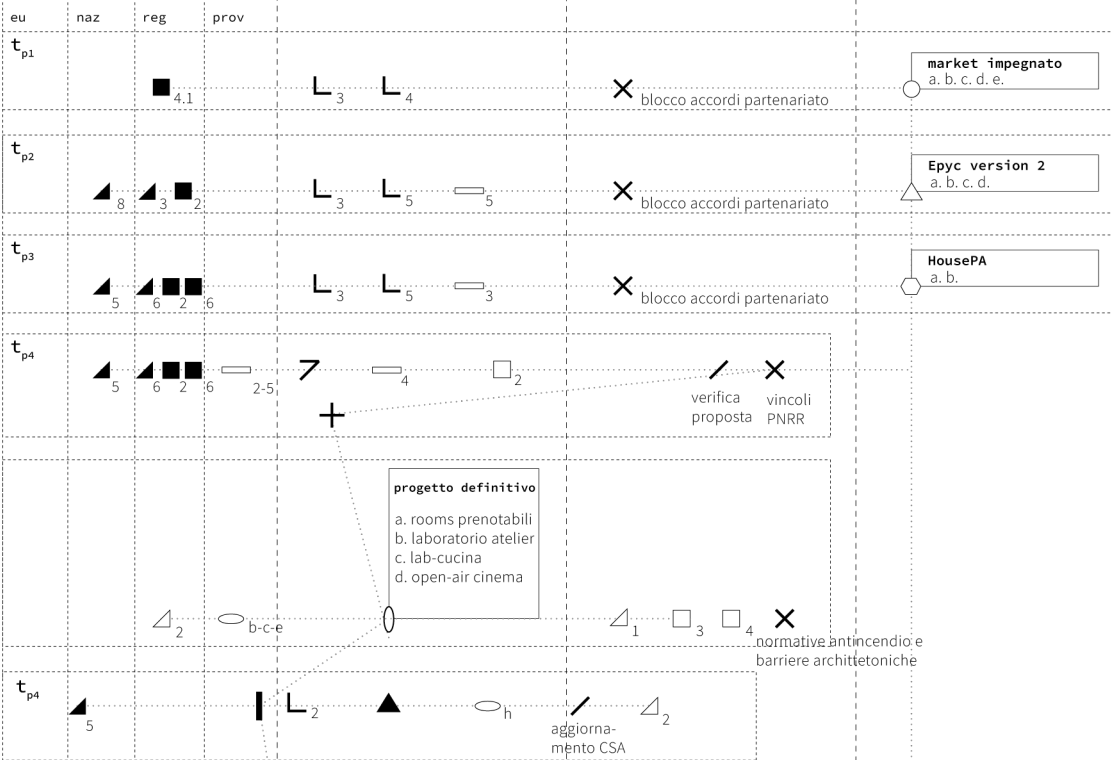 eu naz reg prov
tp1
market impegnato
a. b. c. d. e.
4.1 3 4 blocco accordi partenariato
tp2
Epyc version 2
a. b. c. d.
8 3 2 3 5 5 blocco accordi partenariato
tp3
HousePA
a. b.
5 6 2 6 3 5 3 blocco accordi partenariato
tp4
5 6 2 6 2-5 4 2
verifica
proposta
vincoli
PNRR
progetto definitivo
a. rooms prenotabili
b. laboratorio atelier
c. lab-cucina
d. open-air cinema
2 b-c-e 1 3 4
normative antincendio e
barriere archittetoniche
tp4
5 2 h 2
aggiorna-
mento CSA